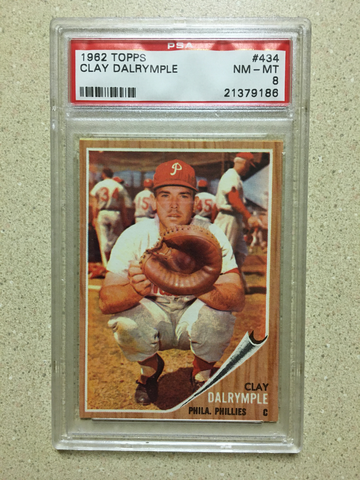 PSA
1962 TOPPS #434
CLAY DALRYMPLE NM-MT
8
21379186
P
CLAY
DALRYMPLE
PHILA. PHILLIES C